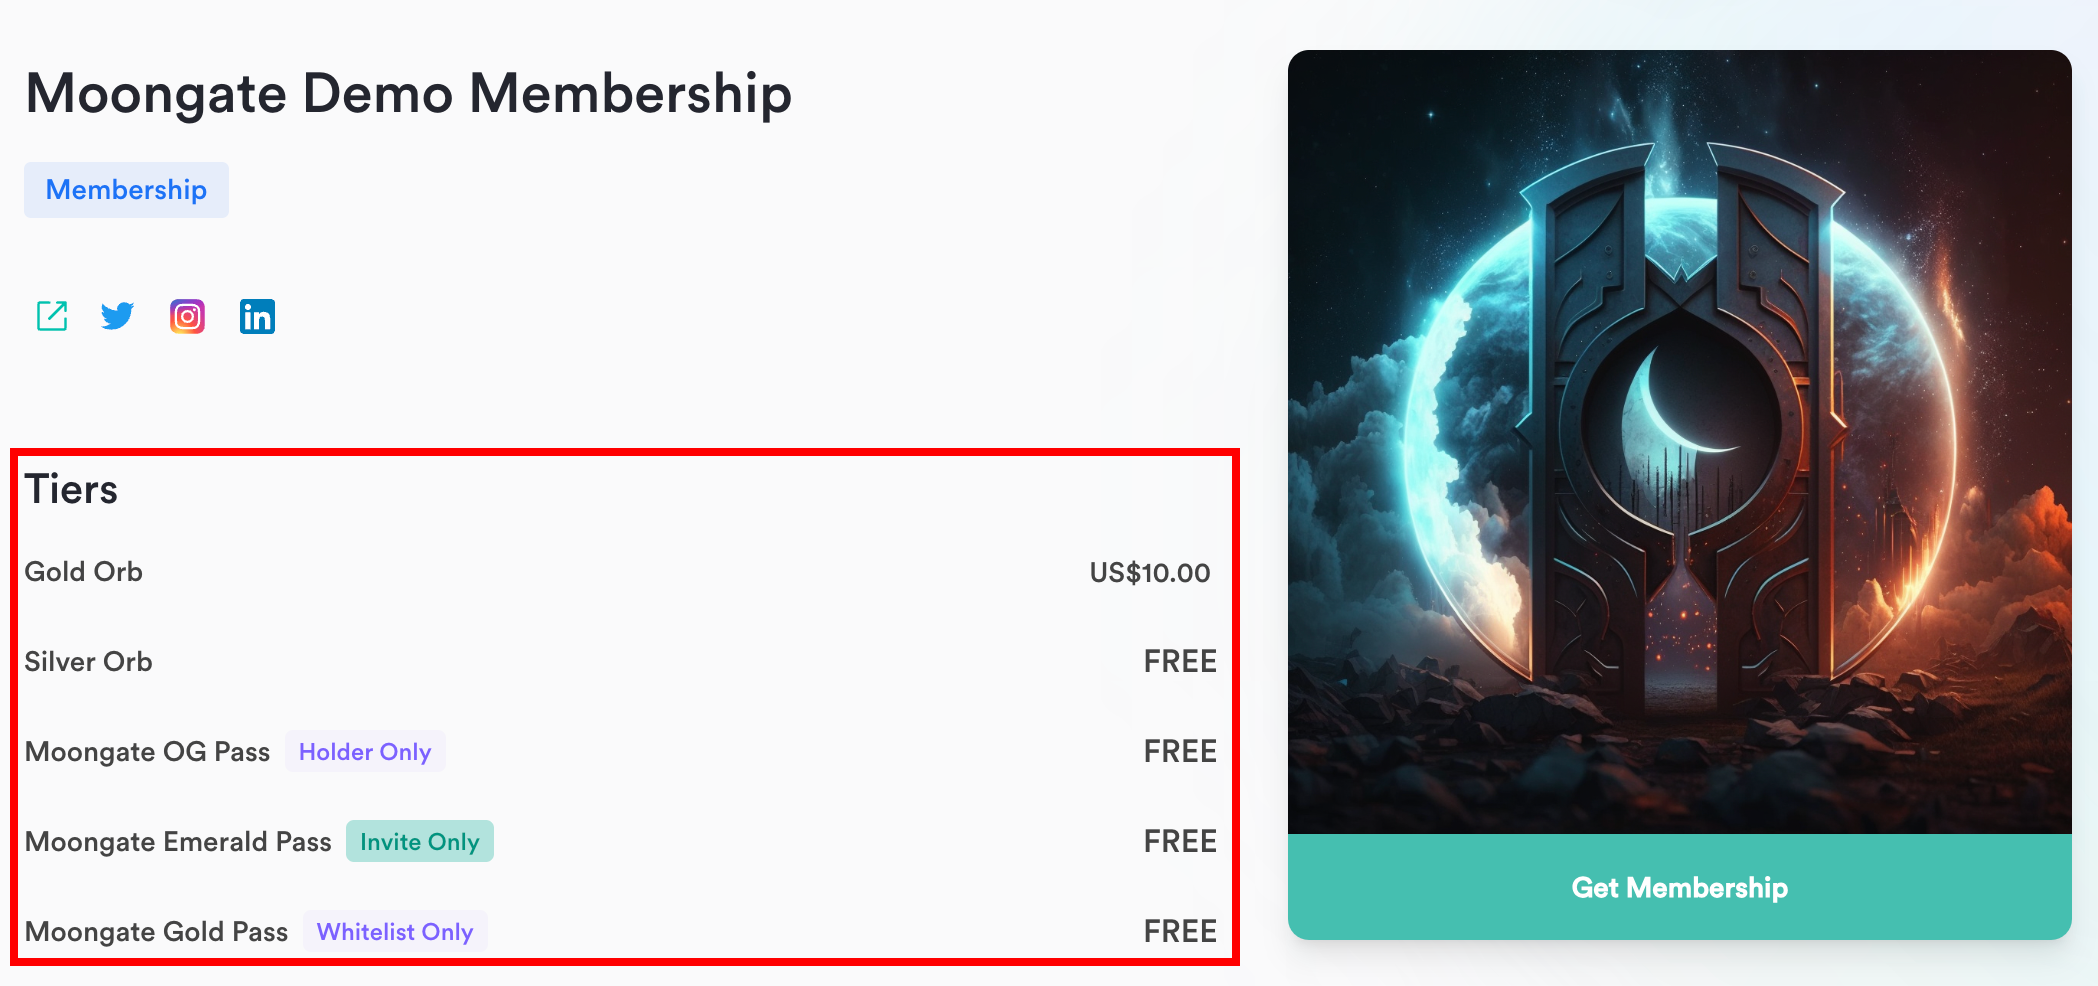 Moongate Demo Membership
Membership
in
Tiers
Gold Orb US$10.00
Silver Orb FREE
Moongate OG Pass Holder Only FREE
Moongate Emerald Pass Invite Only FREE
Moongate Gold Pass Whitelist Only FREE
Get Membership